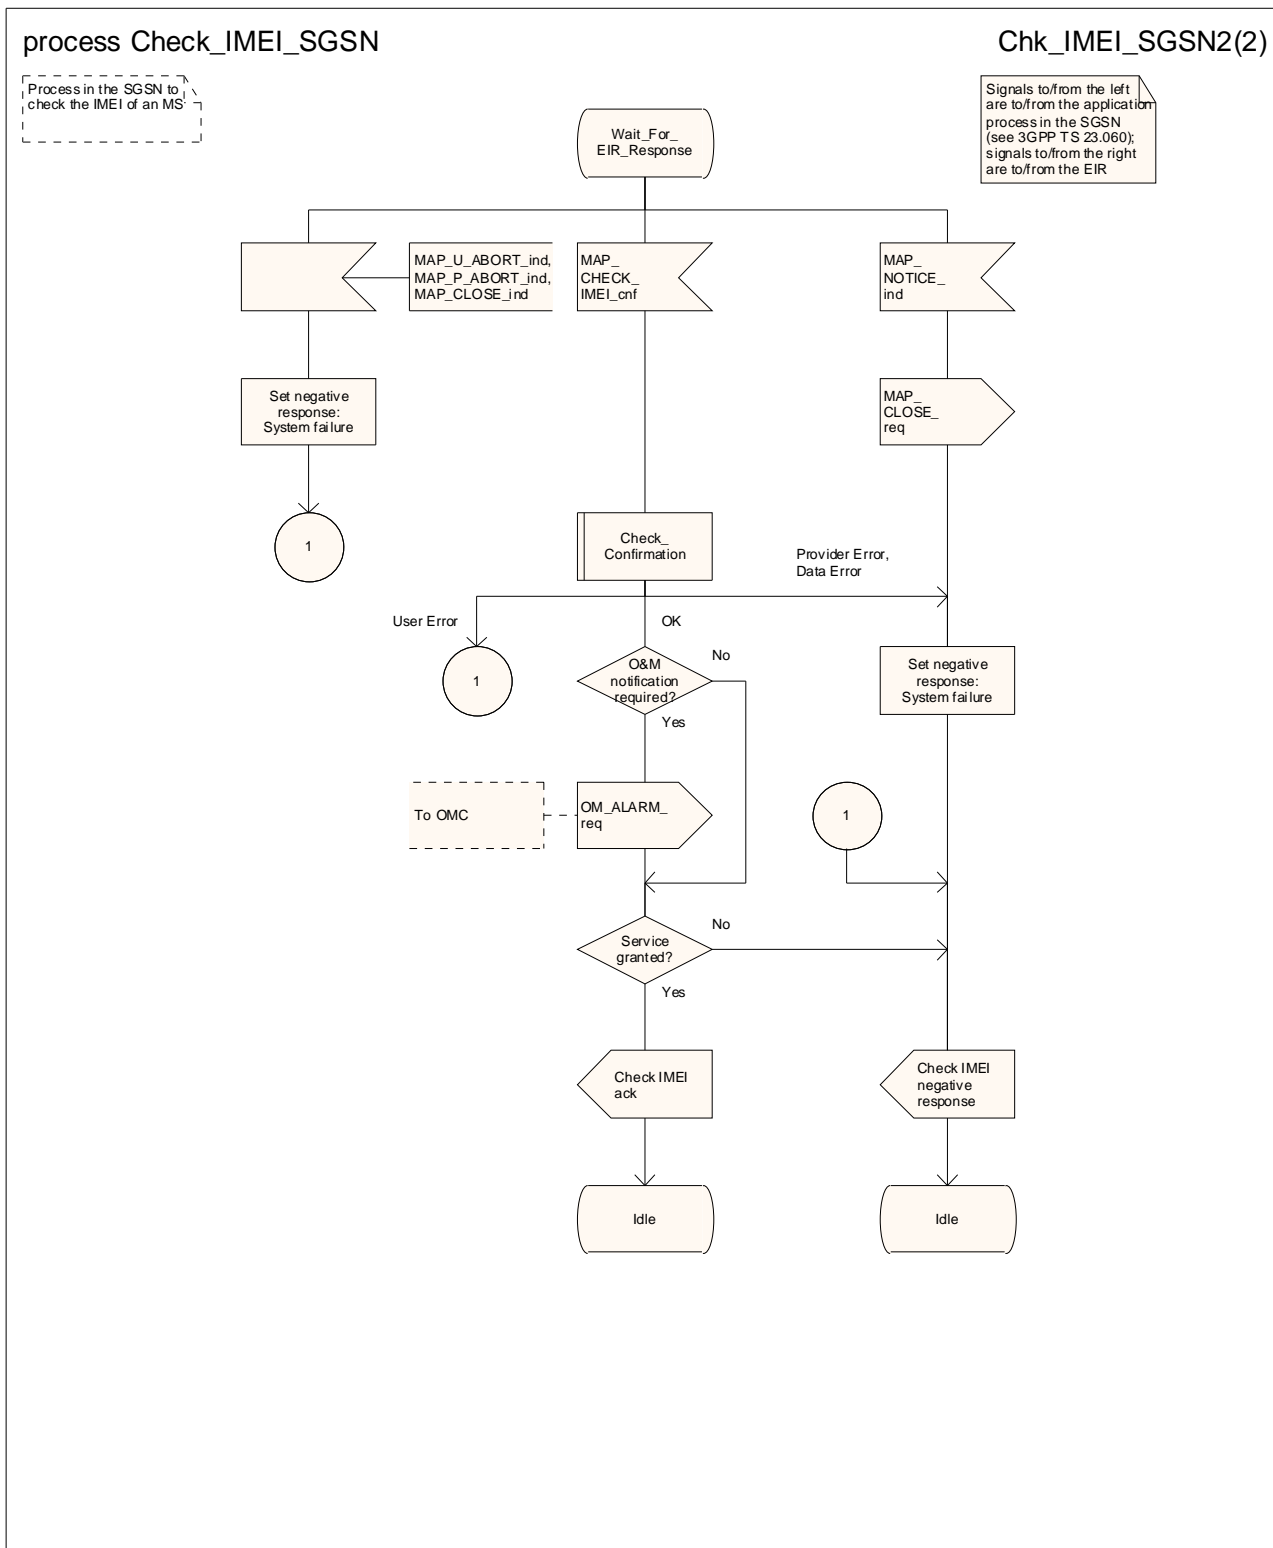 process Check_IMEI_SGSN
Chk_IMEI_SGSN2(2)
Process in the SGSN to
check the IMEI of an MS
Signals to/from the left
are to/from the application
process in the SGSN
(see 3GPP TS 23.060);
signals to/from the right
are to/from the EIR
Wait_For_
EIR_Response
MAP_U_ABORT_ind,
MAP_P_ABORT_ind,
MAP_CLOSE_ind
MAP_
CHECK_
IMEI_cnf
MAP_
NOTICE_
ind
Set negative
response:
System failure
MAP_
CLOSE_
req
1
Check_
Confirmation
Provider Error,
Data Error
User Error
OK
1
O&M
notification
required?
No
Yes
Set negative
response:
System failure
To OMC
OM_ALARM_
req
1
Service
granted?
No
Yes
Check IMEI
ack
Check IMEI
negative
response
Idle
Idle